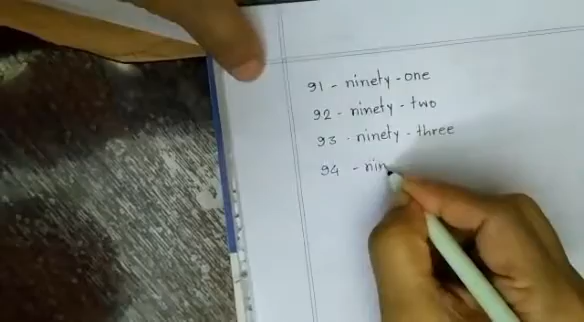 91 - ninety - one
92 - ninety - two
93 - ninety - three
94 - nin